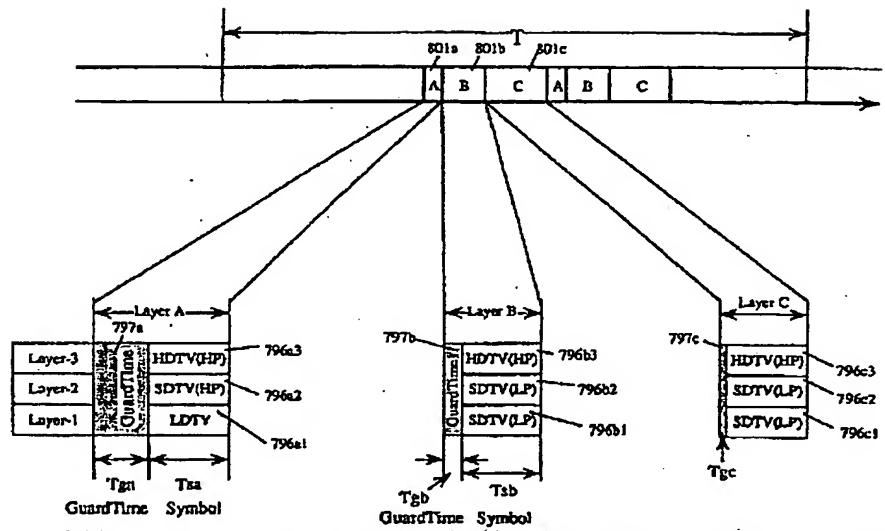 T
801a 801b 801c
A B C A B C
Layer A Layer B Layer C
797a 797b 797c
Layer-3 HDTV(HP) 796a3 HDTV(HP) 796b3 HDTV(HP) 796c3
Layer-2 GuardTime SDTV(HP) 796a2 GuardTime SDTV(LP) 796b2 SDTV(LP) 796c2
Layer-1 LDTV 796a1 SDTV(LP) 796b1 SDTV(LP) 796c1
Tga Tsa Tgb Tsb Tgc
GuardTime Symbol GuardTime Symbol